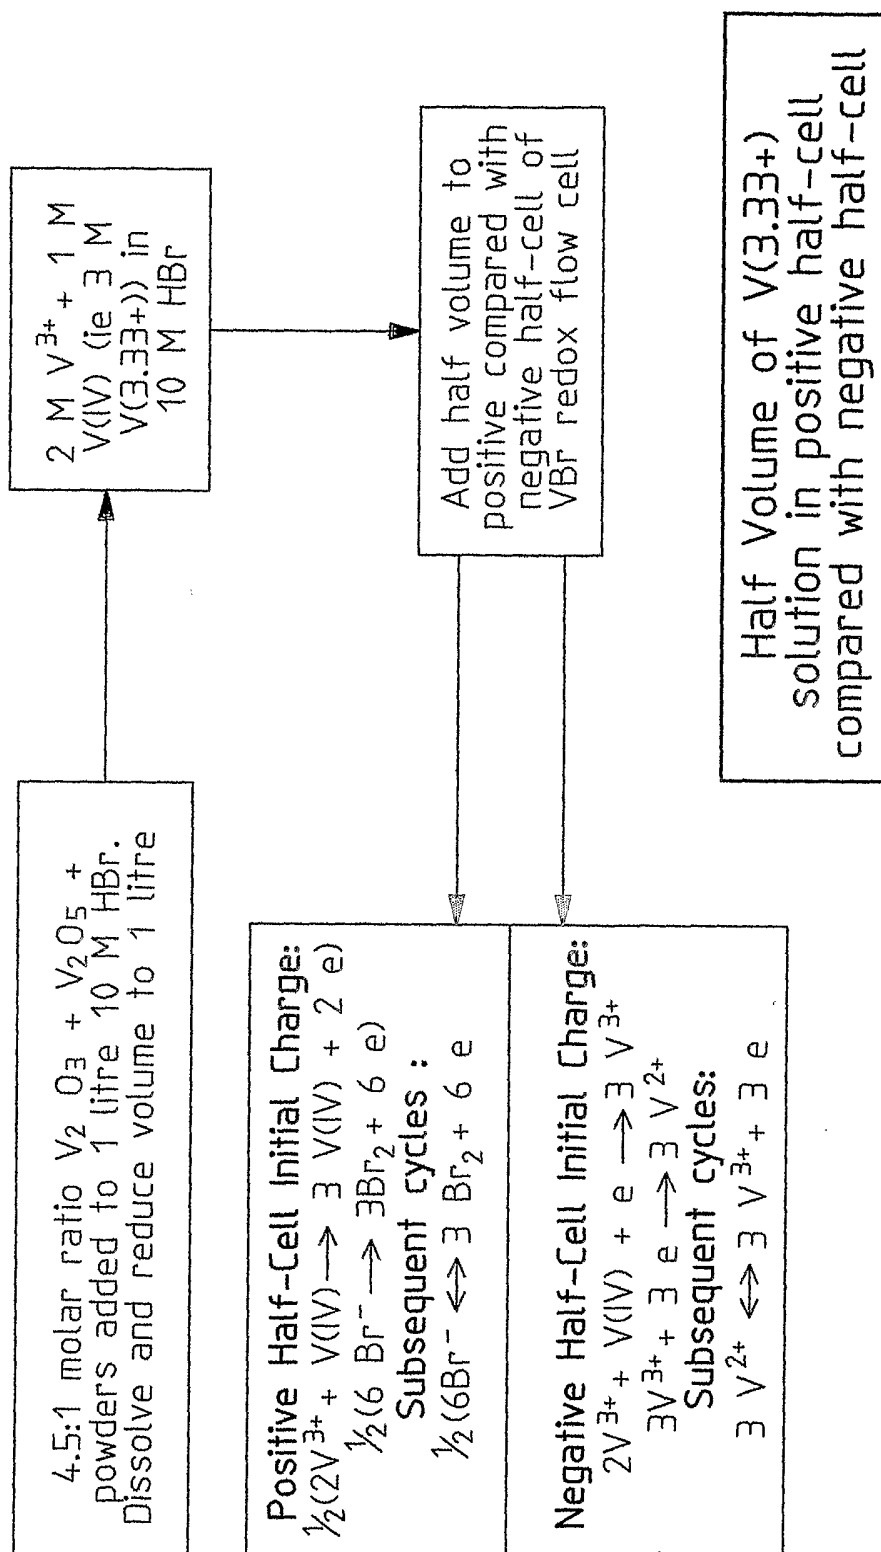 4.5:1 molar ratio V₂ O₃ + V₂O₅ +
powders added to 1 litre 10 M HBr.
Dissolve and reduce volume to 1 litre
2 M V³⁺ + 1 M
V(IV) (ie 3 M
V(3.33+)) in
10 M HBr
Add half volume to
positive compared with
negative half-cell of
VBr redox flow cell
Positive Half-Cell Initial Charge:
½(2V³⁺ + V(IV) → 3 V(IV) + 2 e)
½(6 Br⁻ → 3Br₂ + 6 e)
Subsequent cycles :
½(6Br⁻ ↔ 3 Br₂ + 6 e
Negative Half-Cell Initial Charge:
2V³⁺ + V(IV) + e → 3 V³⁺
3V³⁺ + 3 e → 3 V²⁺
Subsequent cycles:
3 V²⁺ ↔ 3 V³⁺ + 3 e
Half Volume of V(3.33+)
solution in positive half-cell
compared with negative half-cell